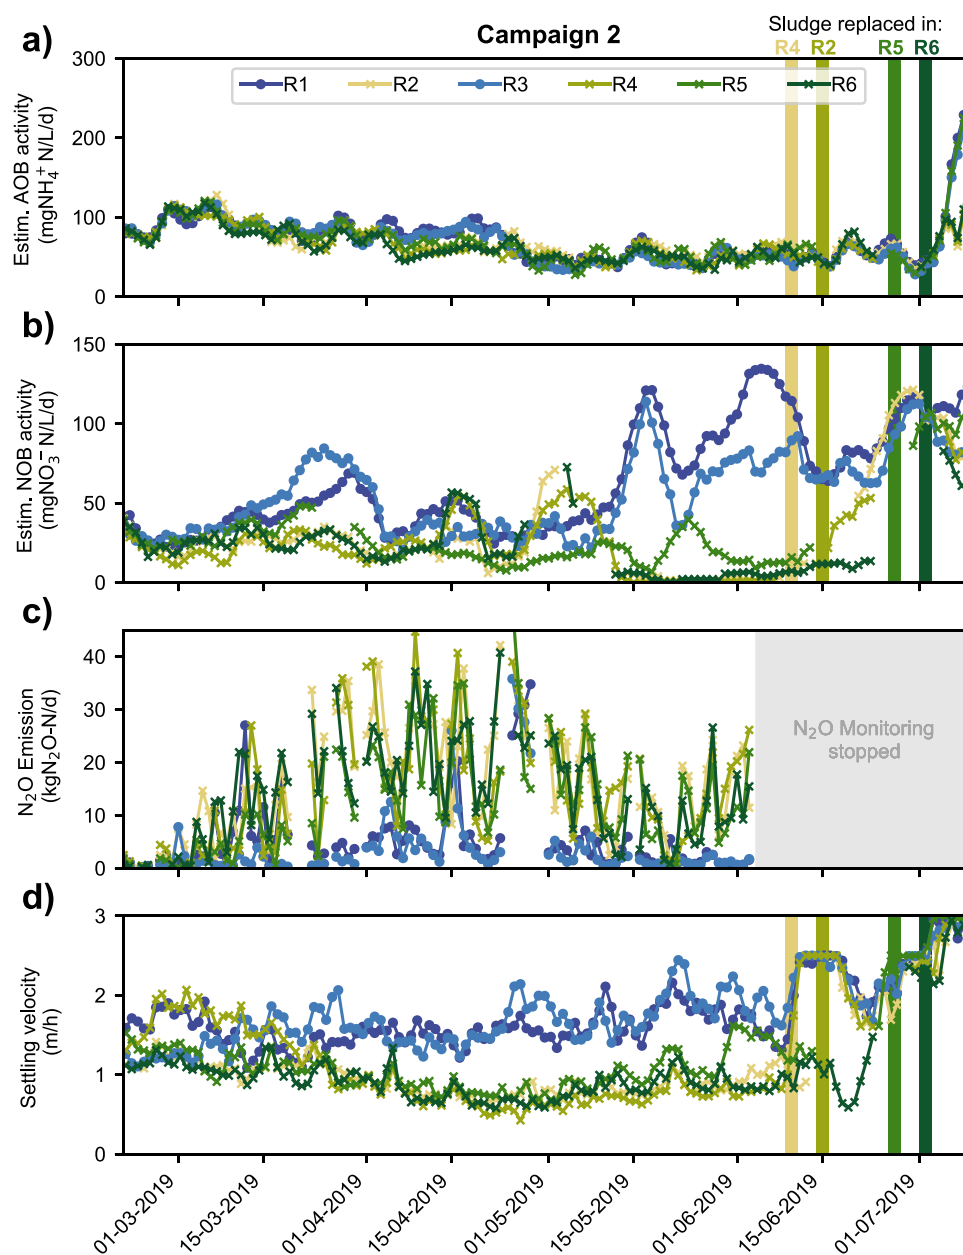 Campaign 2
Sludge replaced in:
R4 R2 R5 R6
a)
R1 R2 R3 R4 R5 R6
Estim. AOB activity
(mgNH₄⁺ N/L/d)
300
200
100
0
b)
Estim. NOB activity
(mgNO₃⁻ N/L/d)
150
100
50
0
c)
N₂O Emission
(kgN₂O-N/d)
40
30
20
10
0
N₂O Monitoring
stopped
d)
Settling velocity
(m/h)
3
2
1
0
01-03-2019
15-03-2019
01-04-2019
15-04-2019
01-05-2019
15-05-2019
01-06-2019
15-06-2019
01-07-2019